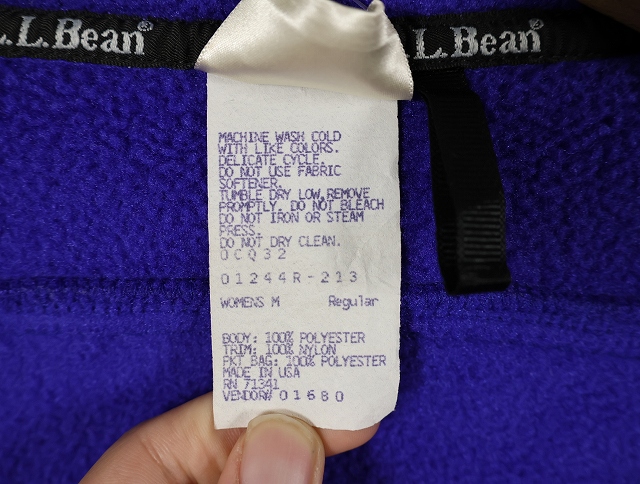 L.L.Bean®
L.L.Bean®
MACHINE WASH COLD
WITH LIKE COLORS.
DELICATE CYCLE.
DO NOT USE FABRIC
SOFTENER.
TUMBLE DRY LOW,REMOVE
PROMPTLY. DO NOT BLEACH
DO NOT IRON OR STEAM
PRESS.
DO NOT DRY CLEAN.
0CQ32
01244R-213
WOMENS M Regular
BODY: 100% POLYESTER
TRIM: 100% NYLON
PKT BAG: 100% POLYESTER
MADE IN USA
RN 71341
VENDOR# 01680